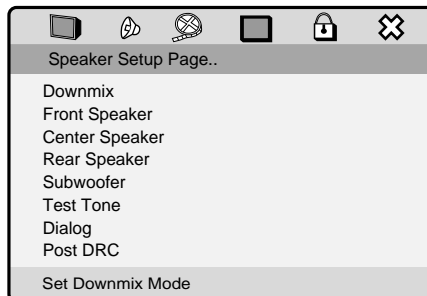 Speaker Setup Page..
Downmix
Front Speaker
Center Speaker
Rear Speaker
Subwoofer
Test Tone
Dialog
Post DRC
Set Downmix Mode